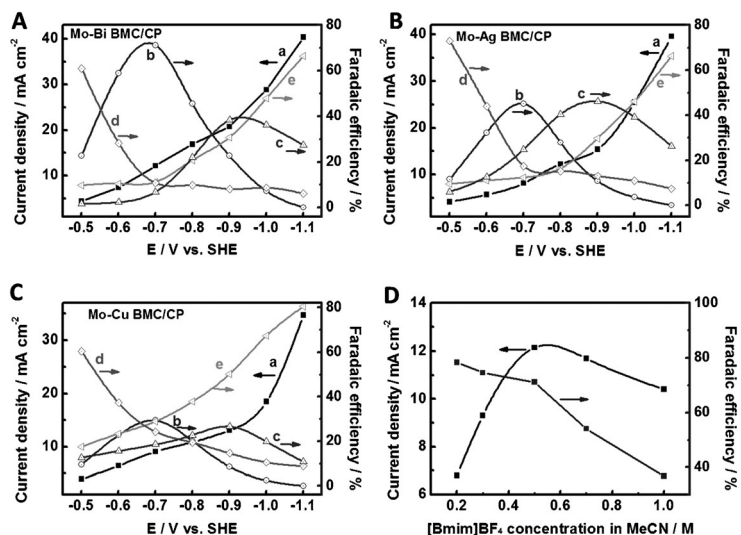 A
Mo-Bi BMC/CP
Current density / mA cm-2
40
30
20
10
0
80
60
40
20
0
Faradaic efficiency / %
a
b
c
d
e
-0.5 -0.6 -0.7 -0.8 -0.9 -1.0 -1.1
E / V vs. SHE
B
Mo-Ag BMC/CP
Current density / mA cm-2
40
30
20
10
0
80
60
40
20
0
Faradaic efficiency / %
a
b
c
d
e
-0.5 -0.6 -0.7 -0.8 -0.9 -1.0 -1.1
E / V vs. SHE
C
Mo-Cu BMC/CP
Current density / mA cm-2
30
20
10
80
60
40
20
0
Faradaic efficiency / %
a
b
c
d
e
-0.5 -0.6 -0.7 -0.8 -0.9 -1.0 -1.1
E / V vs. SHE
D
Current density / mA cm-2
14
12
10
8
6
100
80
60
40
Faradaic efficiency / %
0.2 0.4 0.6 0.8 1.0
[Bmim]BF₄ concentration in MeCN / M